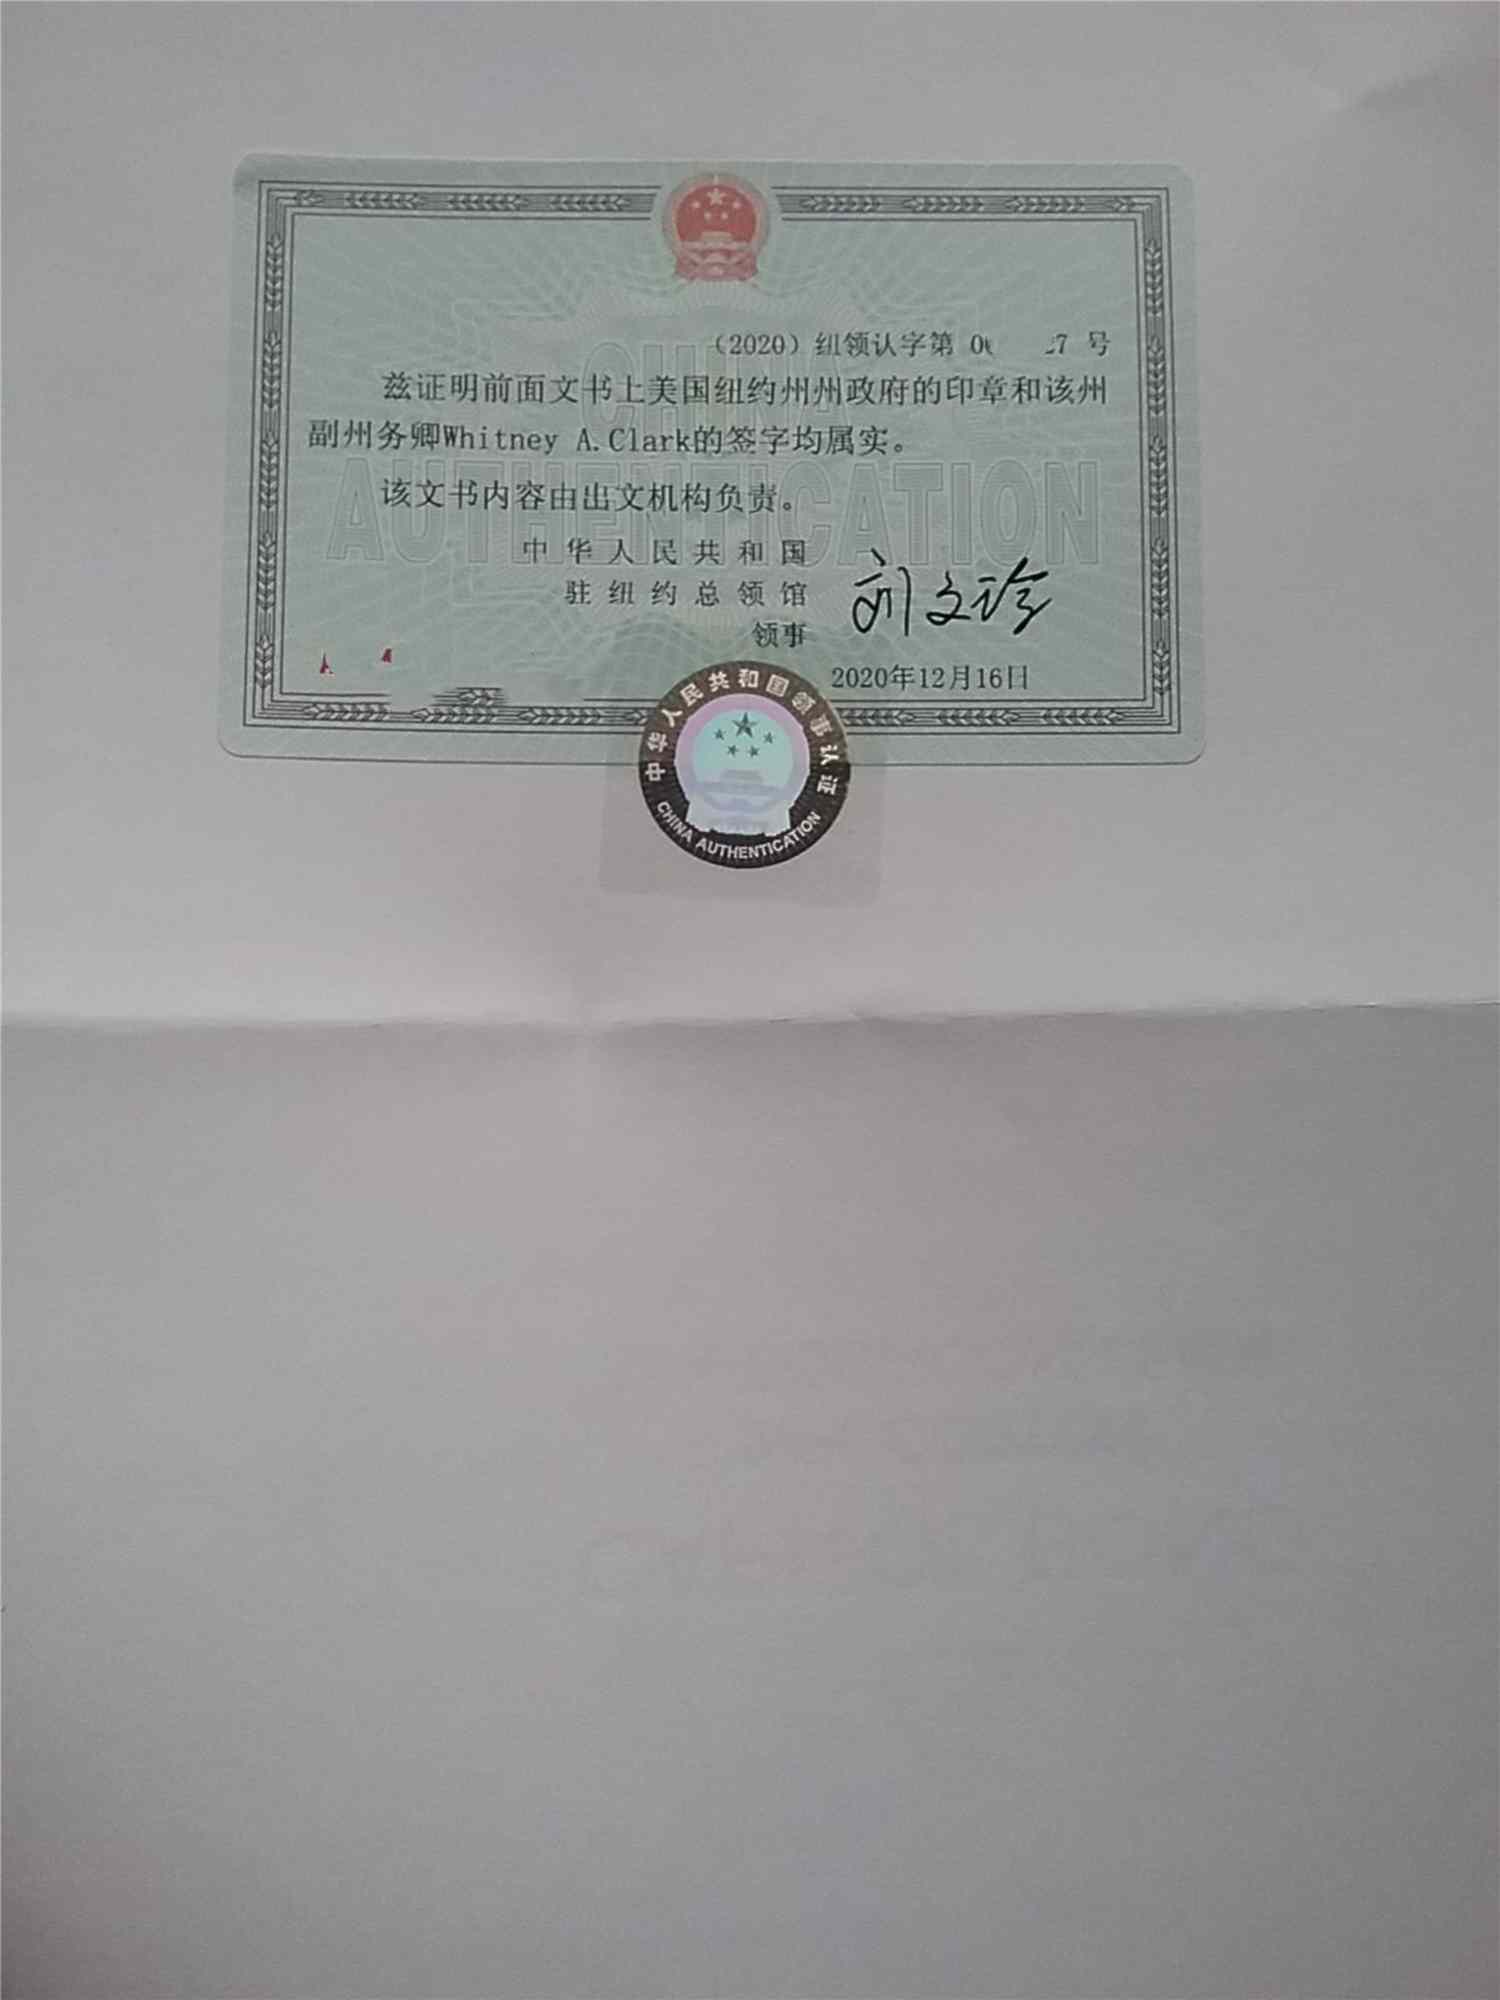 （2020）纽领认字第 00 27 号
兹证明前面文书上美国纽约州州政府的印章和该州
副州务卿Whitney A.Clark的签字均属实。
该文书内容由出文机构负责。
CHINA
AUTHENTICATION
中华人民共和国
驻纽约总领馆
领事
刘文珍
2020年12月16日
中华人民共和国领事认证
CHINA AUTHENTICATION